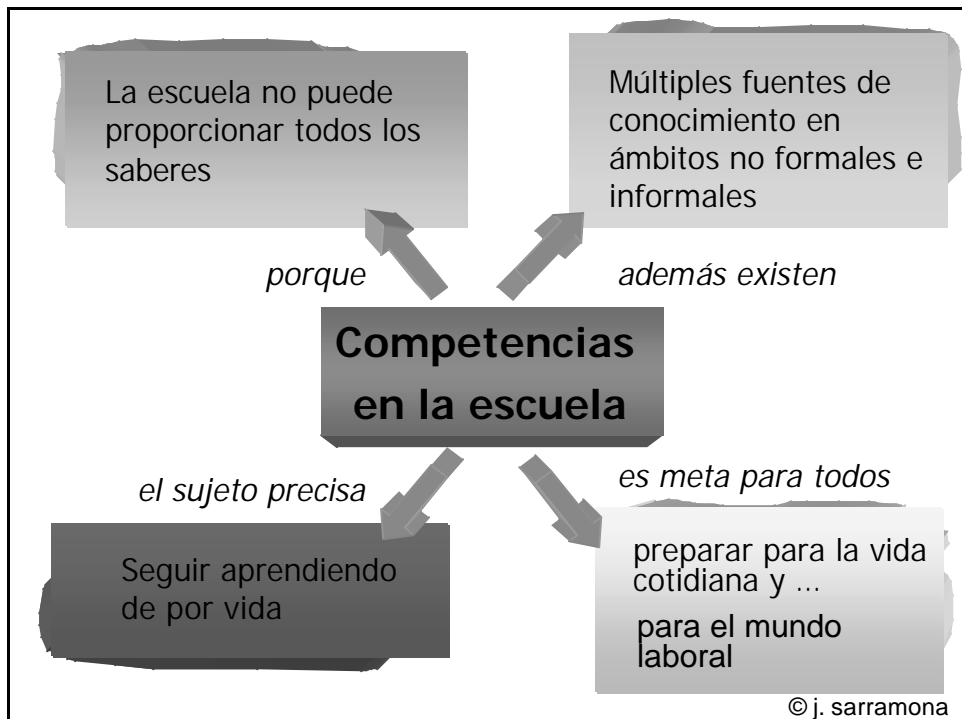 La escuela no puede
proporcionar todos los
saberes
Múltiples fuentes de
conocimiento en
ámbitos no formales e
informales
porque
además existen
Competencias
en la escuela
el sujeto precisa
es meta para todos
Seguir aprendiendo
de por vida
preparar para la vida
cotidiana y ...
para el mundo
laboral
© j. sarramona